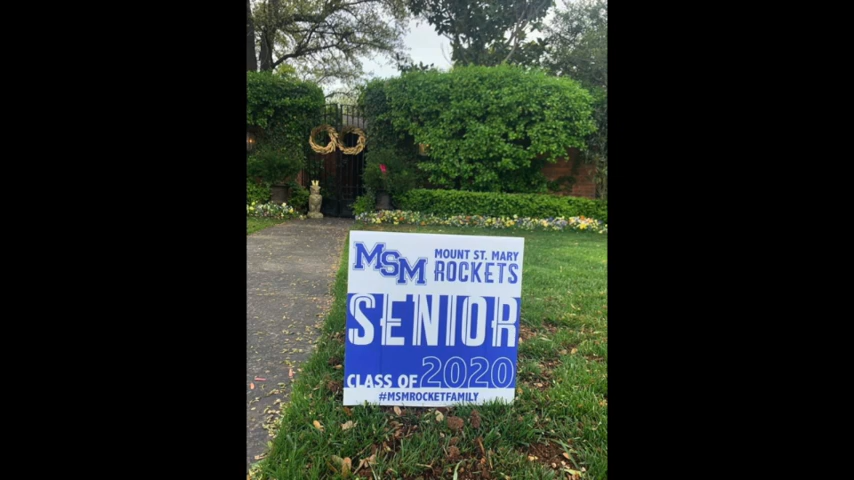 MSM
MOUNT ST. MARY
ROCKETS
SENIOR
CLASS OF 2020
#MSMROCKETFAMILY